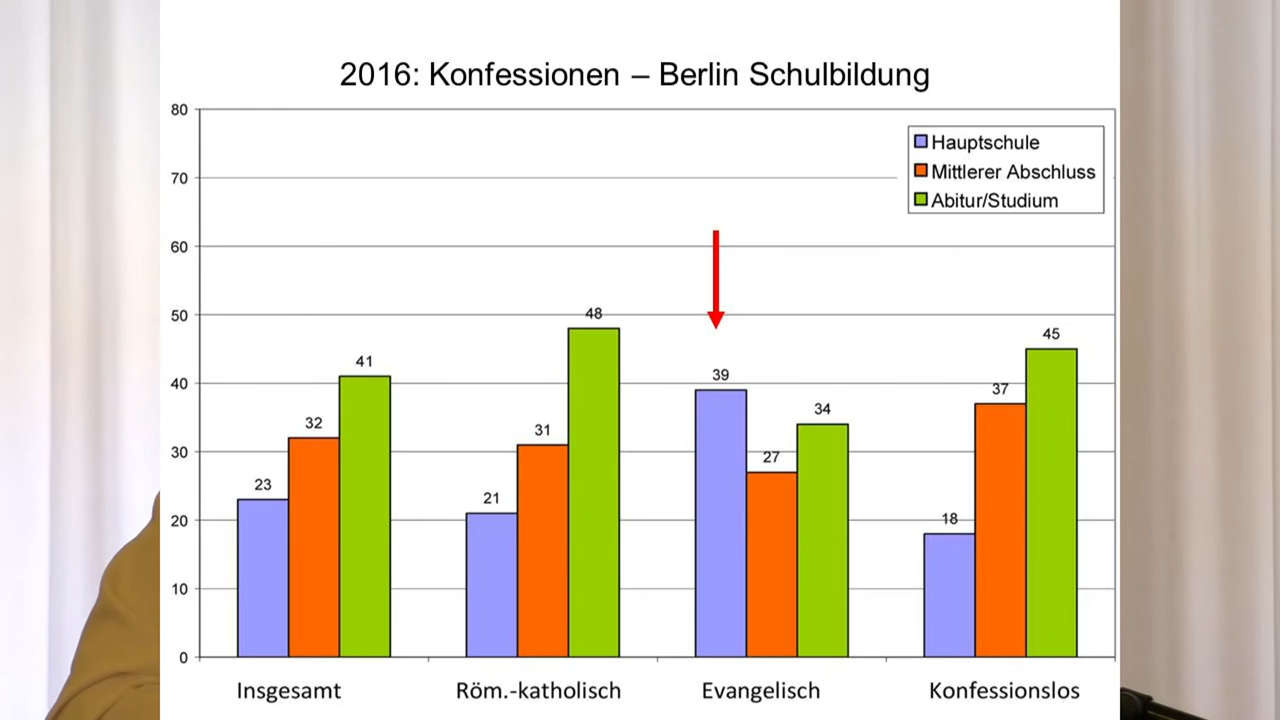 2016: Konfessionen – Berlin Schulbildung
80
70
60
50
40
30
20
10
0
Hauptschule
Mittlerer Abschluss
Abitur/Studium
23
32
41
21
31
48
39
27
34
18
37
45
Insgesamt
Röm.-katholisch
Evangelisch
Konfessionslos